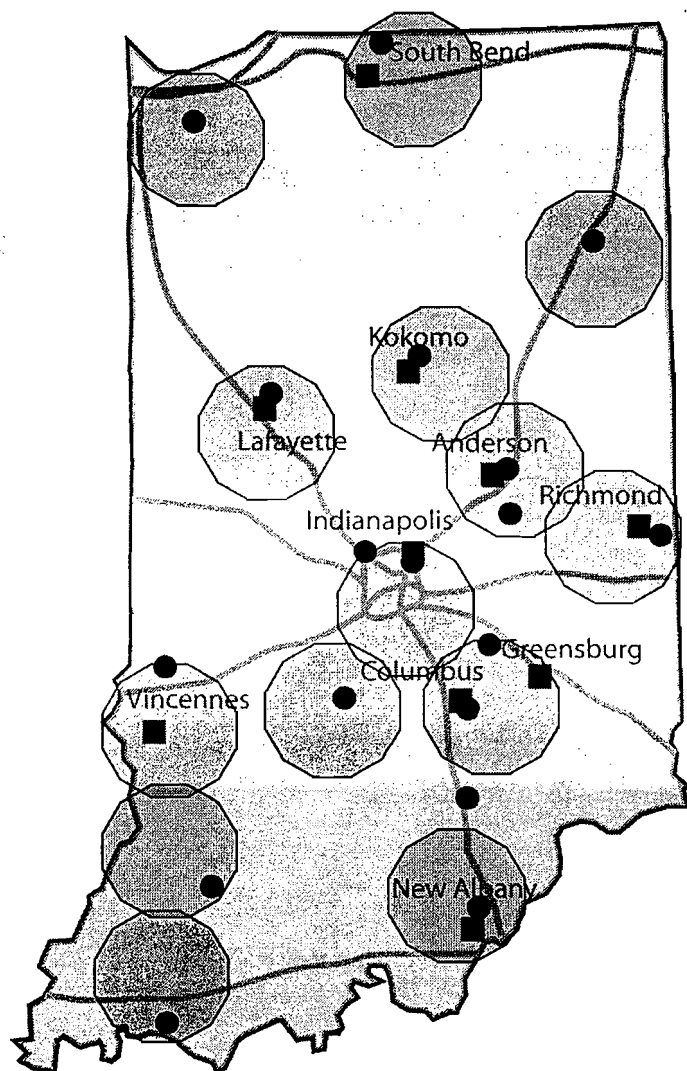 South Bend
Kokomo
Lafayette
Anderson
Richmond
Indianapolis
Greensburg
Columbus
Vincennes
New Albany